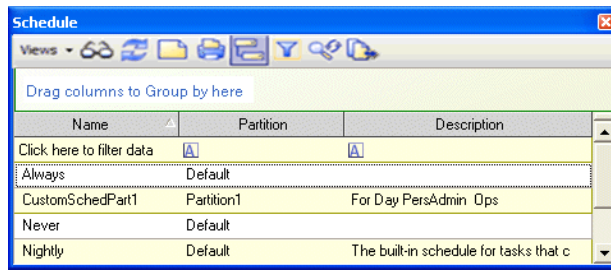 Schedule
Views
Drag columns to Group by here
Name Partition Description
Click here to filter data A A
Always Default
CustomSchedPart1 Partition1 For Day PersAdmin Ops
Never Default
Nightly Default The built-in schedule for tasks that c